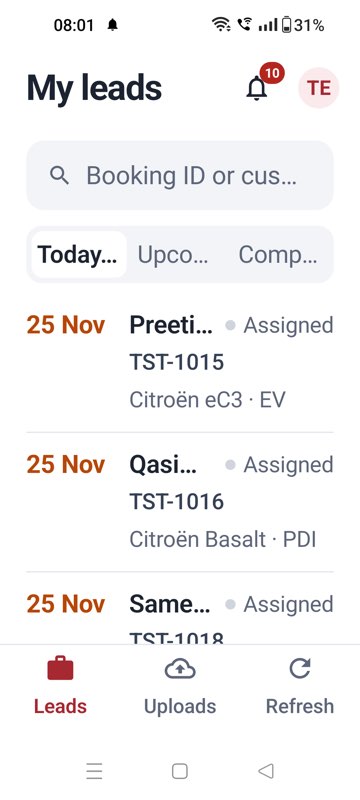 08:01 31%
My leads 10 TE
Booking ID or cus...
Today... Upco... Comp...
25 Nov Preeti... Assigned
TST-1015
Citroën eC3 · EV
25 Nov Qasi... Assigned
TST-1016
Citroën Basalt · PDI
25 Nov Same... Assigned
TST-1018
Leads Uploads Refresh